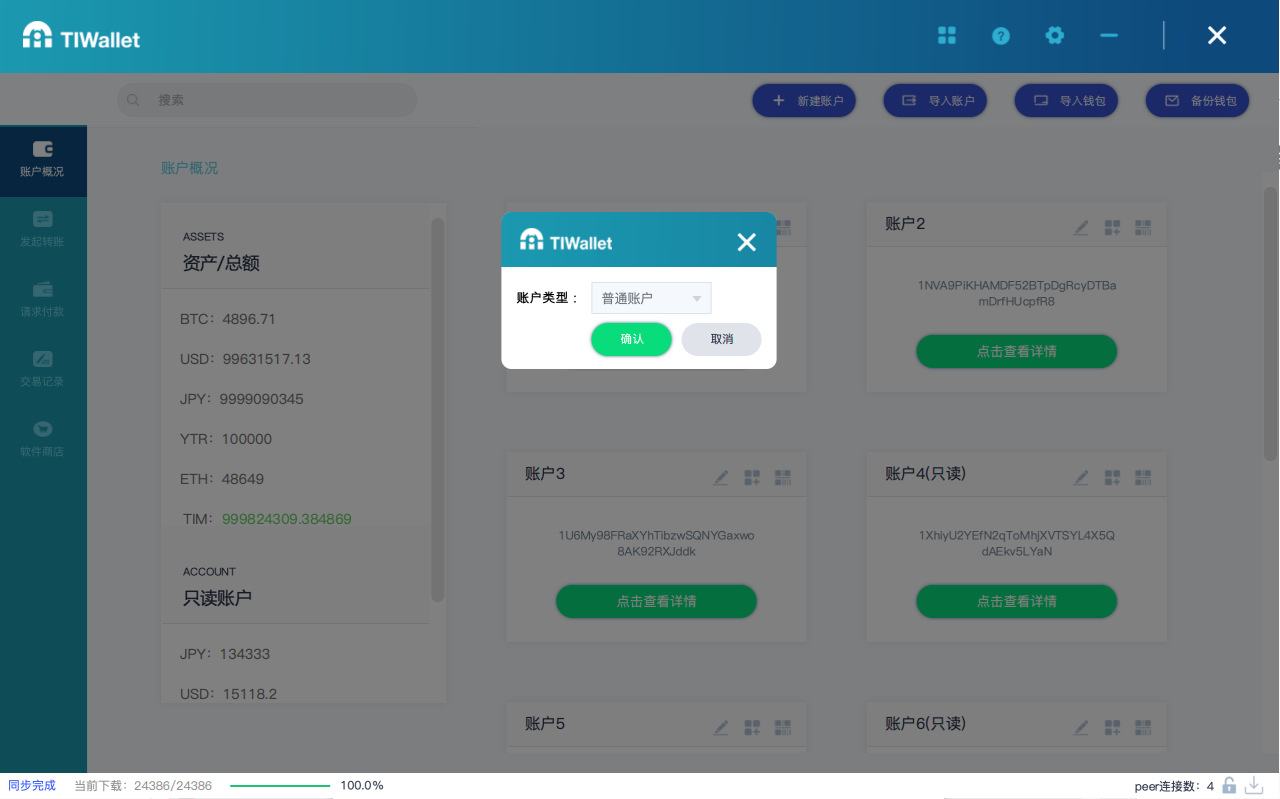 TIWallet
搜索
新建账户
导入账户
导入钱包
备份钱包
账户概况
发起转账
请求付款
交易记录
软件商店
账户概况
ASSETS
资产/总额
BTC: 4896.71
USD: 99631517.13
JPY: 9999090345
YTR: 100000
ETH: 48649
TIM: 999824309.384869
ACCOUNT
只读账户
JPY: 134333
USD: 15118.2
TIWallet
账户类型：
普通账户
确认
取消
账户2
1NVA9PiKHAMDF52BTpDgRcyDTBa
mDrfHUcpfR8
点击查看详情
账户3
1U6My98FRaXYhTibzwSQNYGaxwo
8AK92RXJddk
点击查看详情
账户4(只读)
1XhiyU2YEfN2qToMhjXVTSYL4X5Q
dAEkv5LYaN
点击查看详情
账户5
账户6(只读)
同步完成
当前下载: 24386/24386
100.0%
peer连接数: 4